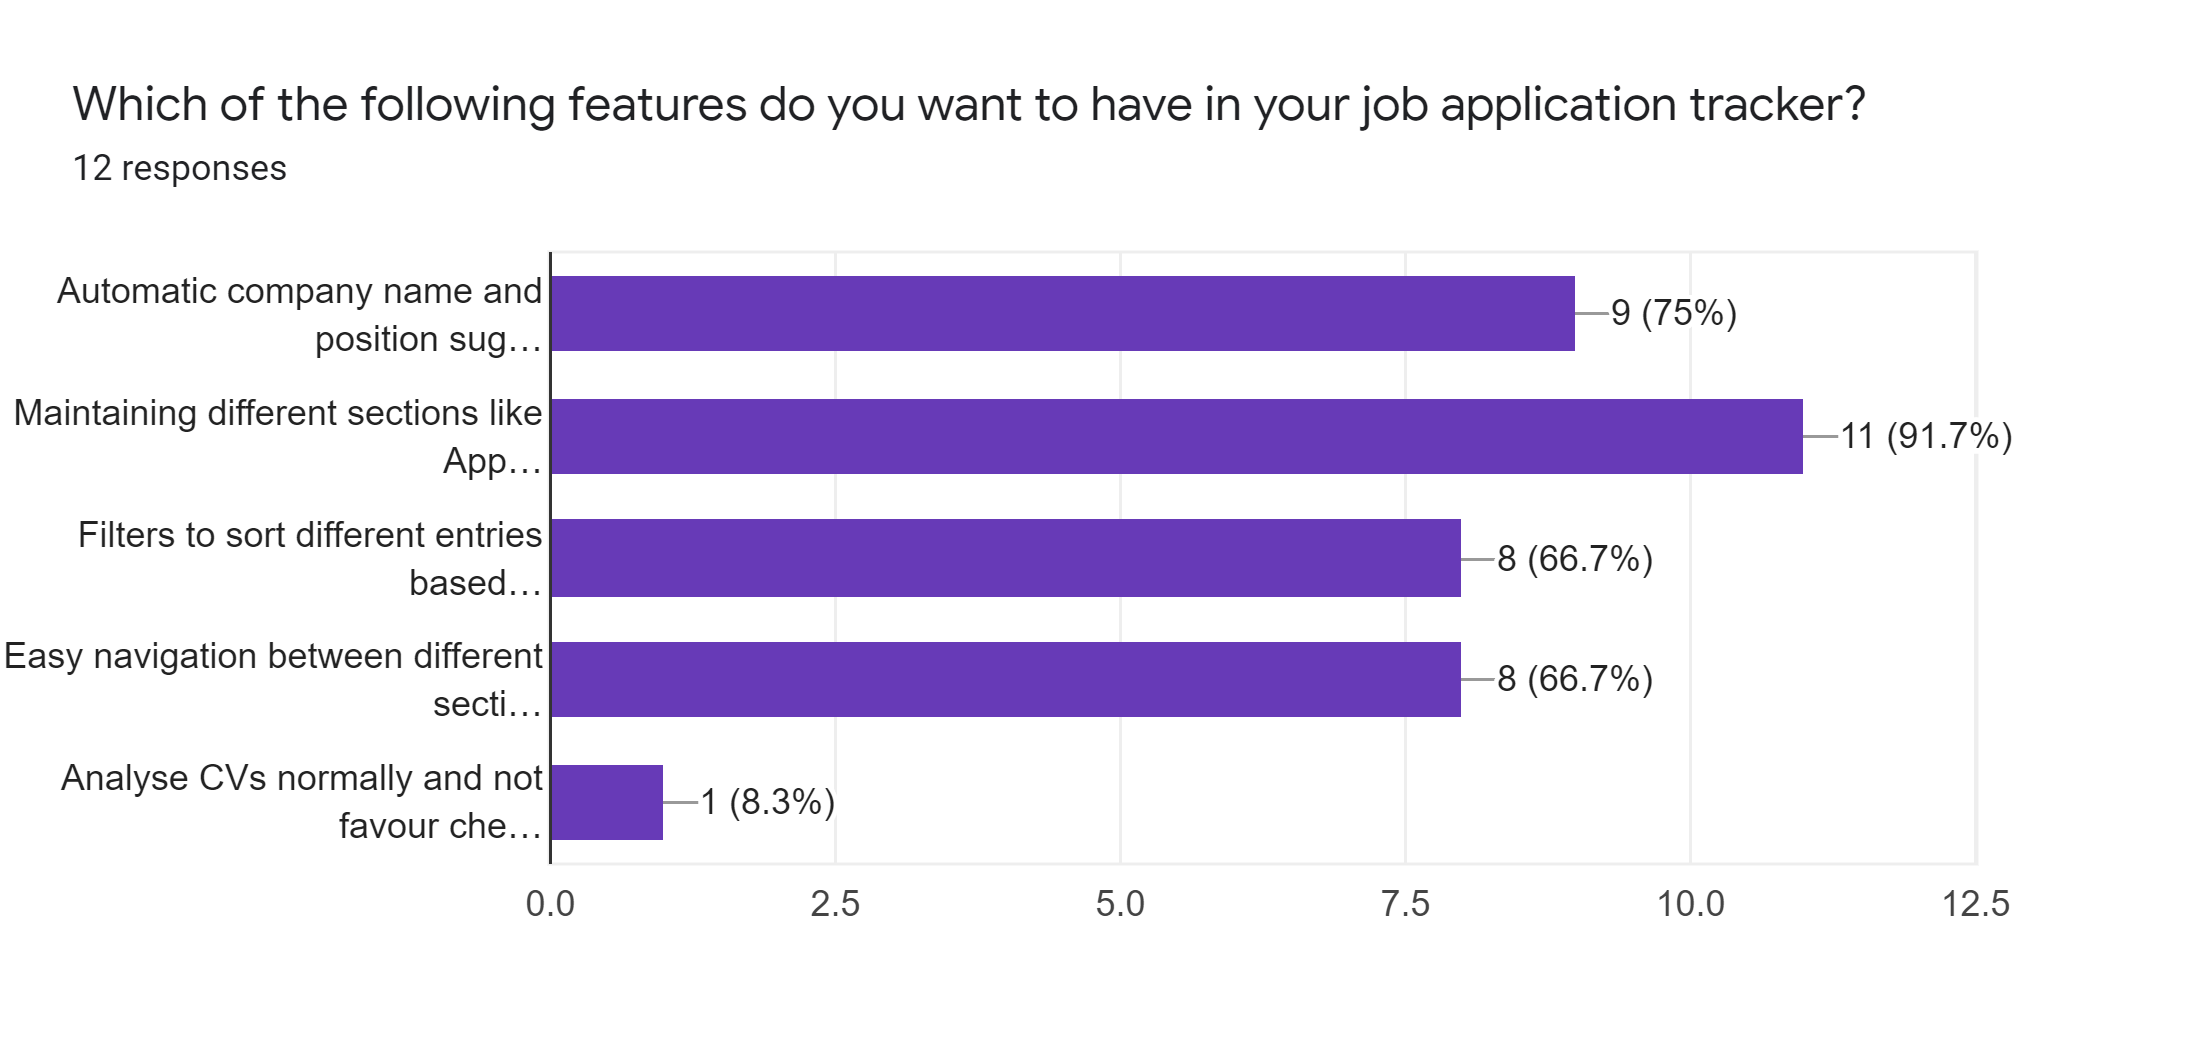 Which of the following features do you want to have in your job application tracker?
12 responses
Automatic company name and
position sug…
9 (75%)
Maintaining different sections like
App…
11 (91.7%)
Filters to sort different entries
based…
8 (66.7%)
Easy navigation between different
secti…
8 (66.7%)
Analyse CVs normally and not
favour che…
1 (8.3%)
0.0 2.5 5.0 7.5 10.0 12.5